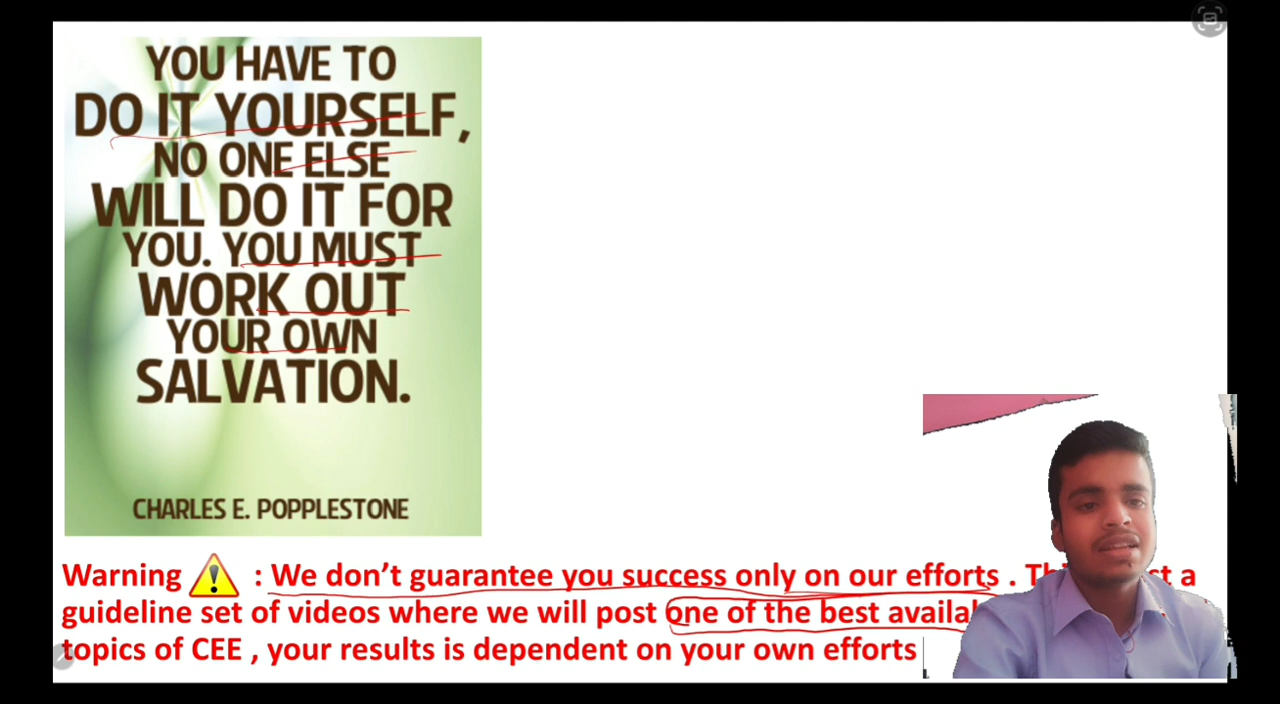 YOU HAVE TO
DO IT YOURSELF,
NO ONE ELSE
WILL DO IT FOR
YOU. YOU MUST
WORK OUT
YOUR OWN
SALVATION.
CHARLES E. POPPLESTONE
Warning : We don't guarantee you success only on our efforts . a
guideline set of videos where we will post one of the best
topics of CEE , your results is dependent on your own efforts